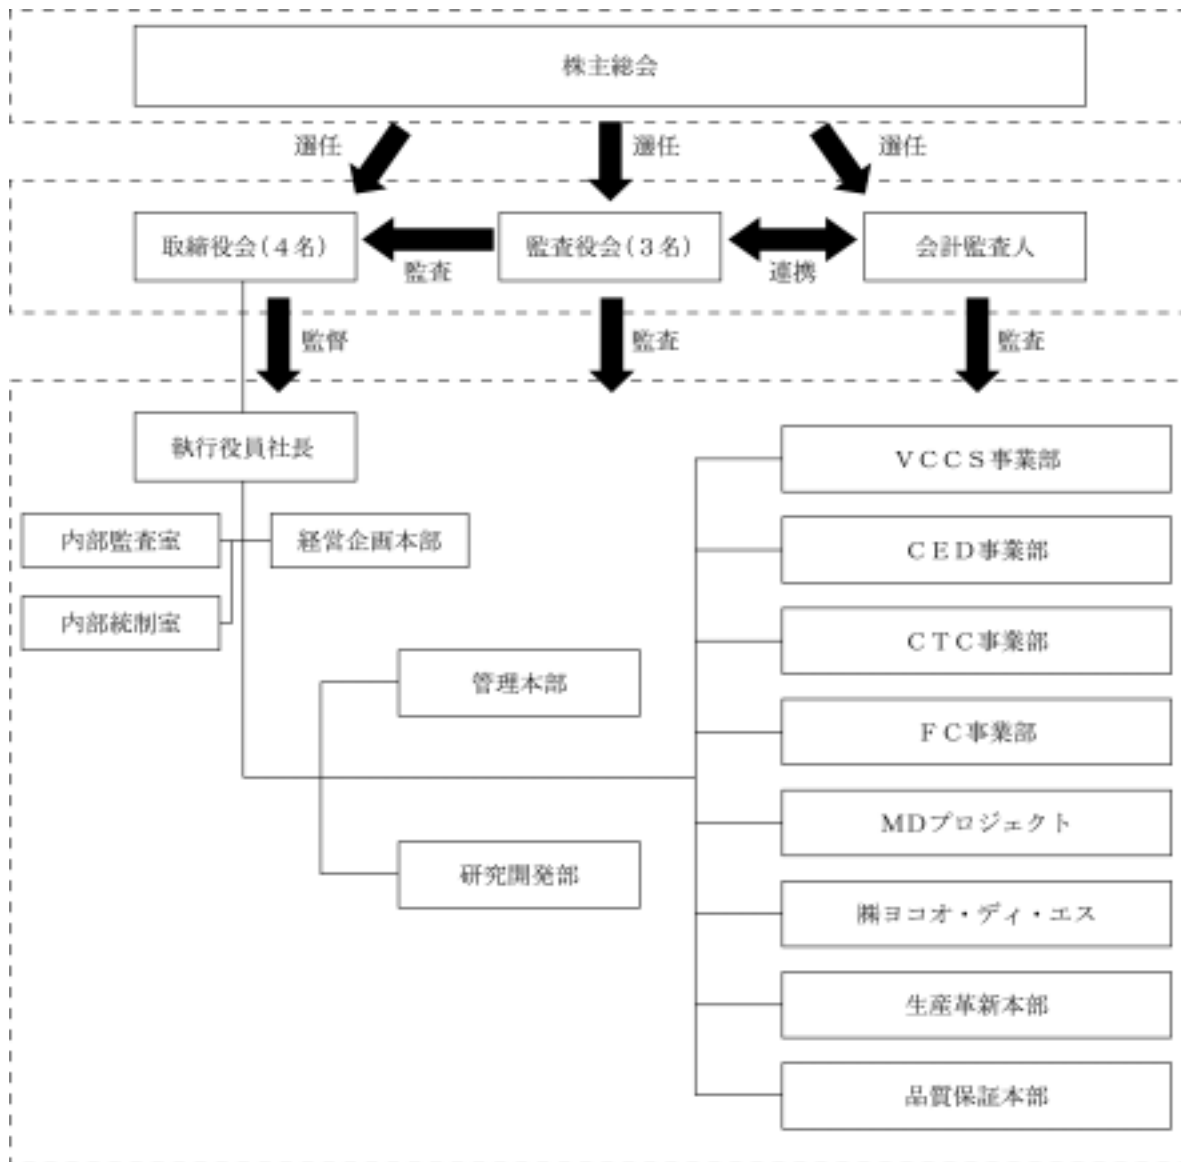 株主総会
選任
選任
選任
取締役会(4名)
監査役会(3名)
会計監査人
監査
連携
監督
監査
監査
執行役員社長
VCCS事業部
内部監査室
経営企画本部
CED事業部
内部統制室
CTC事業部
管理本部
FC事業部
MDプロジェクト
研究開発部
㈱ヨコオ・ディ・エス
生産革新本部
品質保証本部